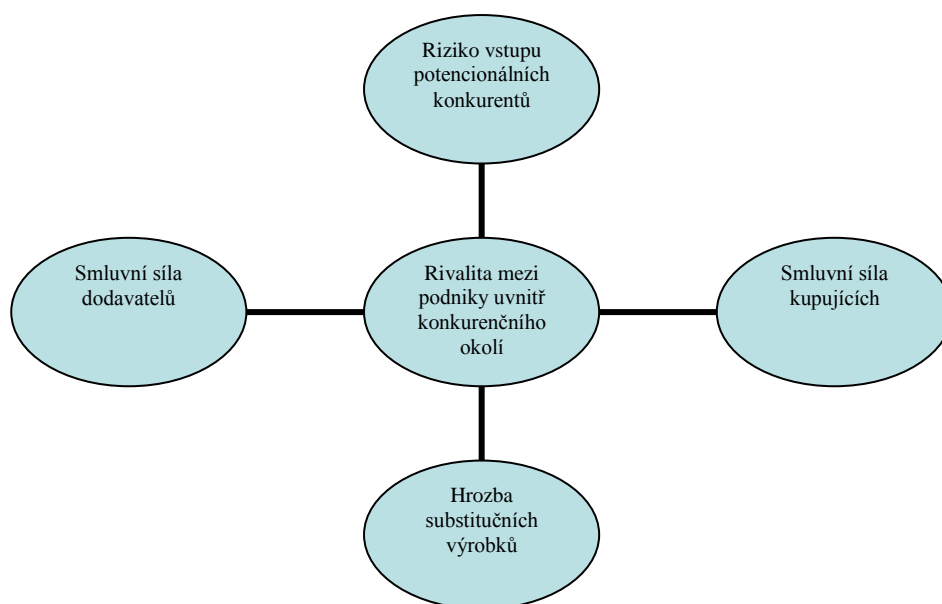 Riziko vstupu
potencionálních
konkurentů
Smluvní síla
dodavatelů
Rivalita mezi
podniky uvnitř
konkurenčního
okolí
Smluvní síla
kupujících
Hrozba
substitučních
výrobků